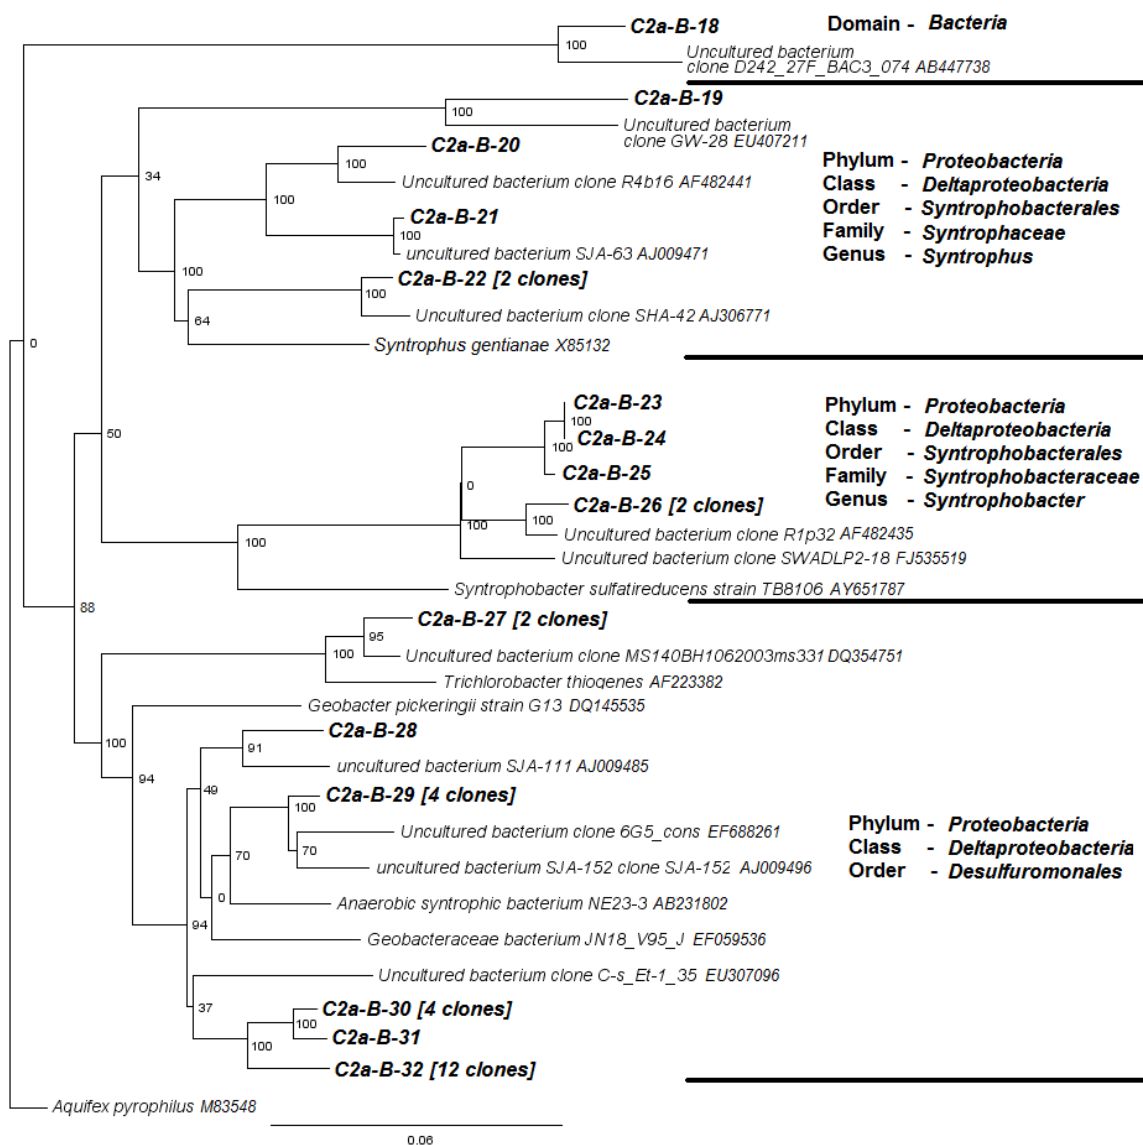 C2a-B-18
Domain - Bacteria
100
Uncultured bacterium
clone D242_27F_BAC3_074 AB447738
C2a-B-19
100
Uncultured bacterium
clone GW-28 EU407211
C2a-B-20
100
Uncultured bacterium clone R4b16 AF482441
34
100
C2a-B-21
100
uncultured bacterium SJA-63 AJ009471
100
C2a-B-22 [2 clones]
100
Uncultured bacterium clone SHA-42 AJ306771
64
Syntrophus gentianae X85132
Phylum - Proteobacteria
Class - Deltaproteobacteria
Order - Syntrophobacterales
Family - Syntrophaceae
Genus - Syntrophus
0
50
C2a-B-23
100
C2a-B-24
100
C2a-B-25
0
C2a-B-26 [2 clones]
100
100
Uncultured bacterium clone R1p32 AF482435
Uncultured bacterium clone SWADLP2-18 FJ535519
100
Syntrophobacter sulfatireducens strain TB8106 AY651787
Phylum - Proteobacteria
Class - Deltaproteobacteria
Order - Syntrophobacterales
Family - Syntrophobacteraceae
Genus - Syntrophobacter
88
C2a-B-27 [2 clones]
95
100
Uncultured bacterium clone MS140BH1062003ms331 DQ354751
Trichlorobacter thiogenes AF223382
Geobacter pickeringii strain G13 DQ145535
100
C2a-B-28
91
uncultured bacterium SJA-111 AJ009485
94
49
C2a-B-29 [4 clones]
100
Uncultured bacterium clone 6G5_cons EF688261
70
70
uncultured bacterium SJA-152 clone SJA-152 AJ009496
0
Anaerobic syntrophic bacterium NE23-3 AB231802
94
Geobacteraceae bacterium JN18_V95_J EF059536
Uncultured bacterium clone C-s_Et-1_35 EU307096
37
C2a-B-30 [4 clones]
100
C2a-B-31
100
C2a-B-32 [12 clones]
Phylum - Proteobacteria
Class - Deltaproteobacteria
Order - Desulfuromonales
Aquifex pyrophilus M83548
0.06